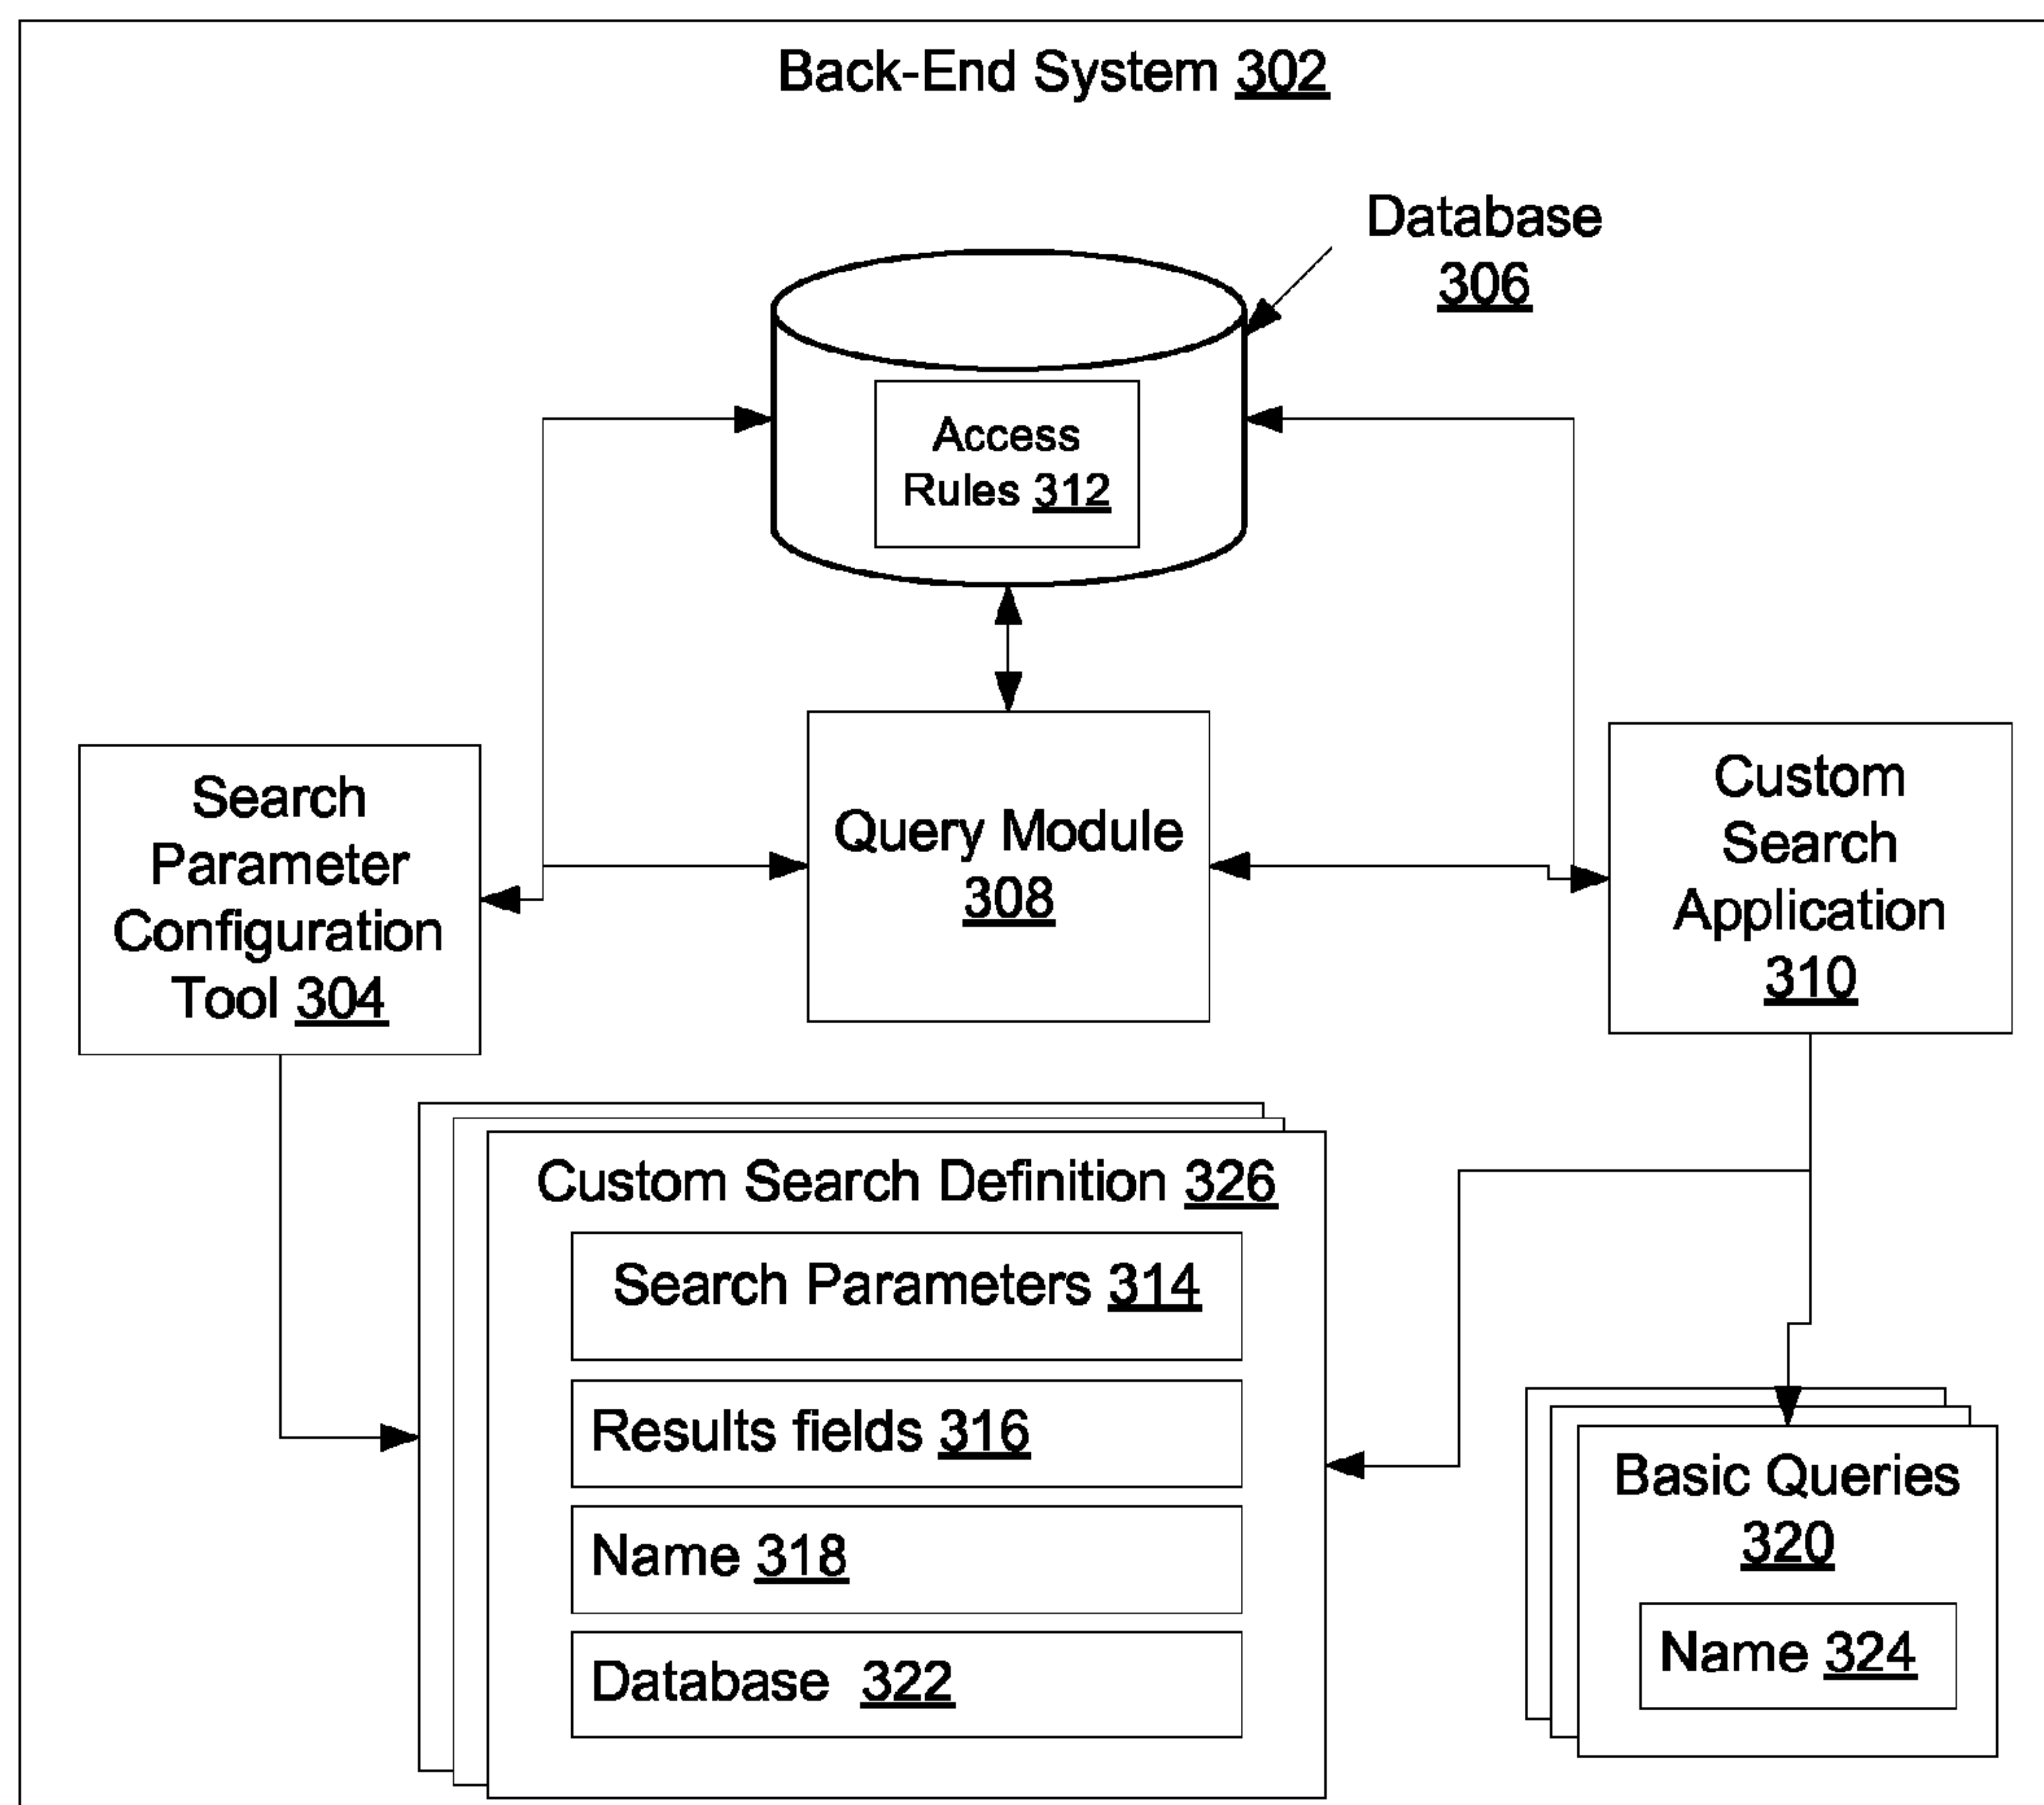 Back-End System 302
Database
306
Access
Rules 312
Search
Parameter
Configuration
Tool 304
Query Module
308
Custom
Search
Application
310
Custom Search Definition 326
Search Parameters 314
Results fields 316
Name 318
Database 322
Basic Queries
320
Name 324